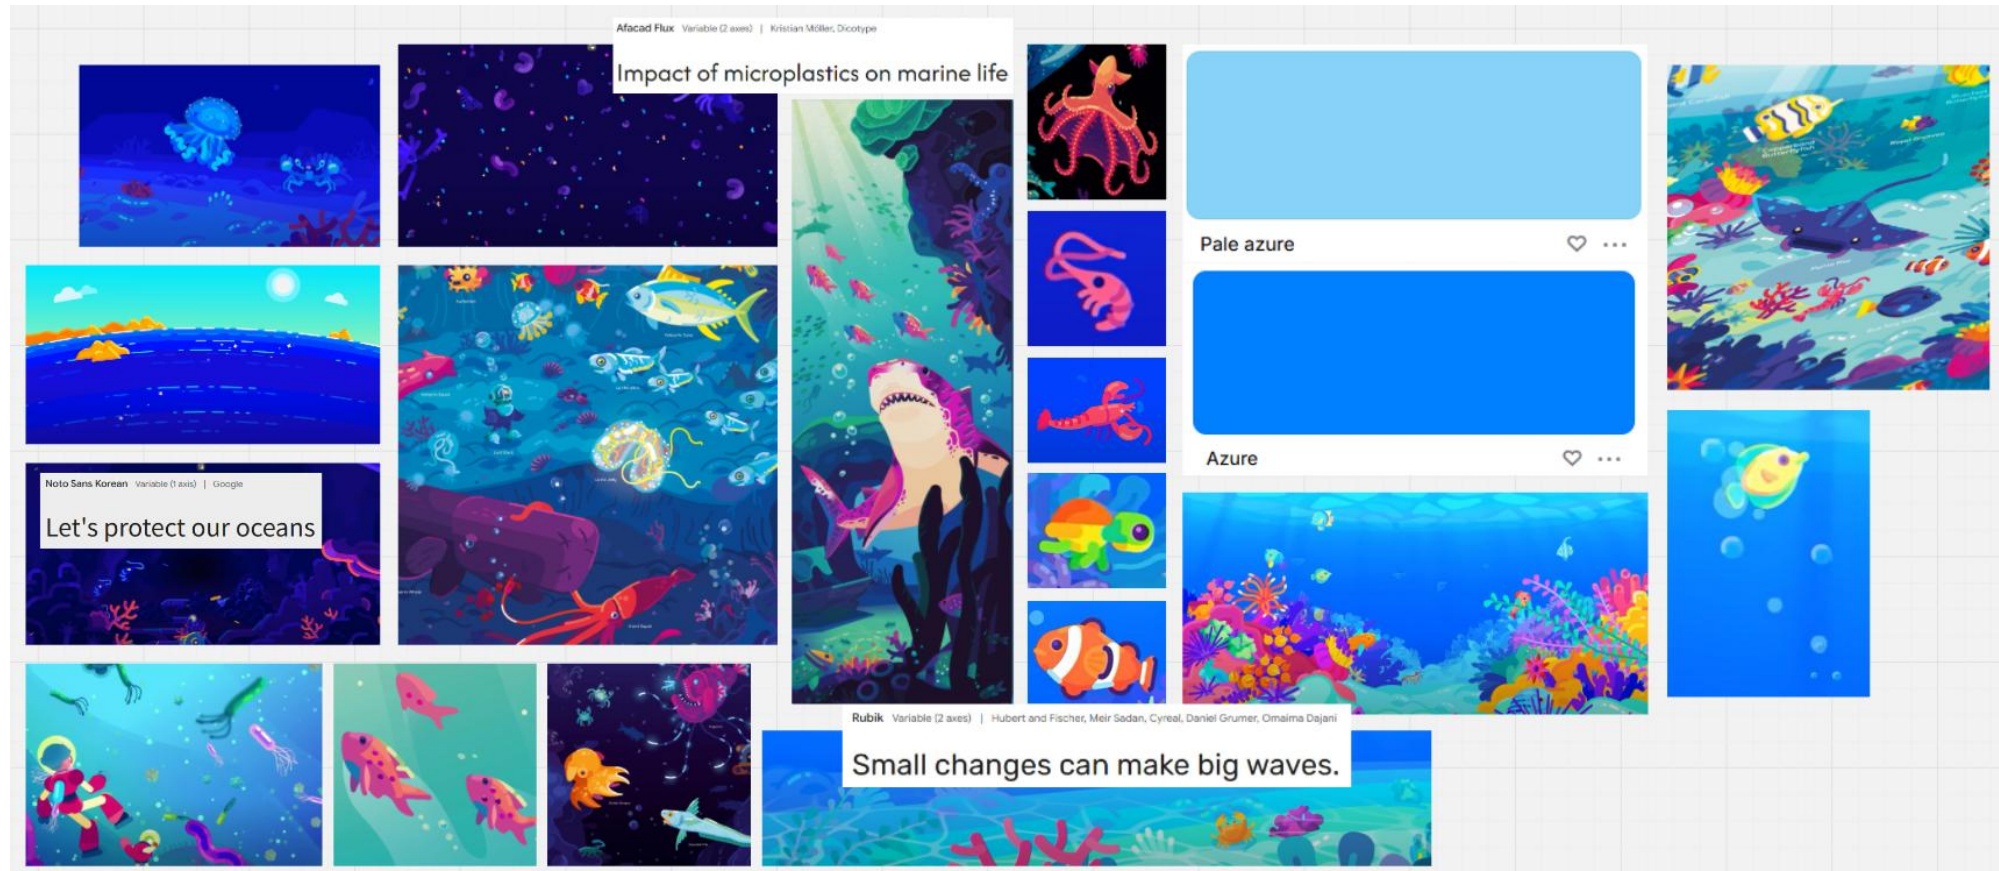 Afacad Flux Variable (2 axes) | Kristian Möller, Dicotype
Impact of microplastics on marine life
Pale azure
Azure
Copperband
Butterflyfish
Noto Sans Korean Variable (1 axis) | Google
Let's protect our oceans
Rubik Variable (2 axes) | Hubert and Fischer, Meir Sadan, Cyreal, Daniel Grumer, Omaima Dajani
Small changes can make big waves.